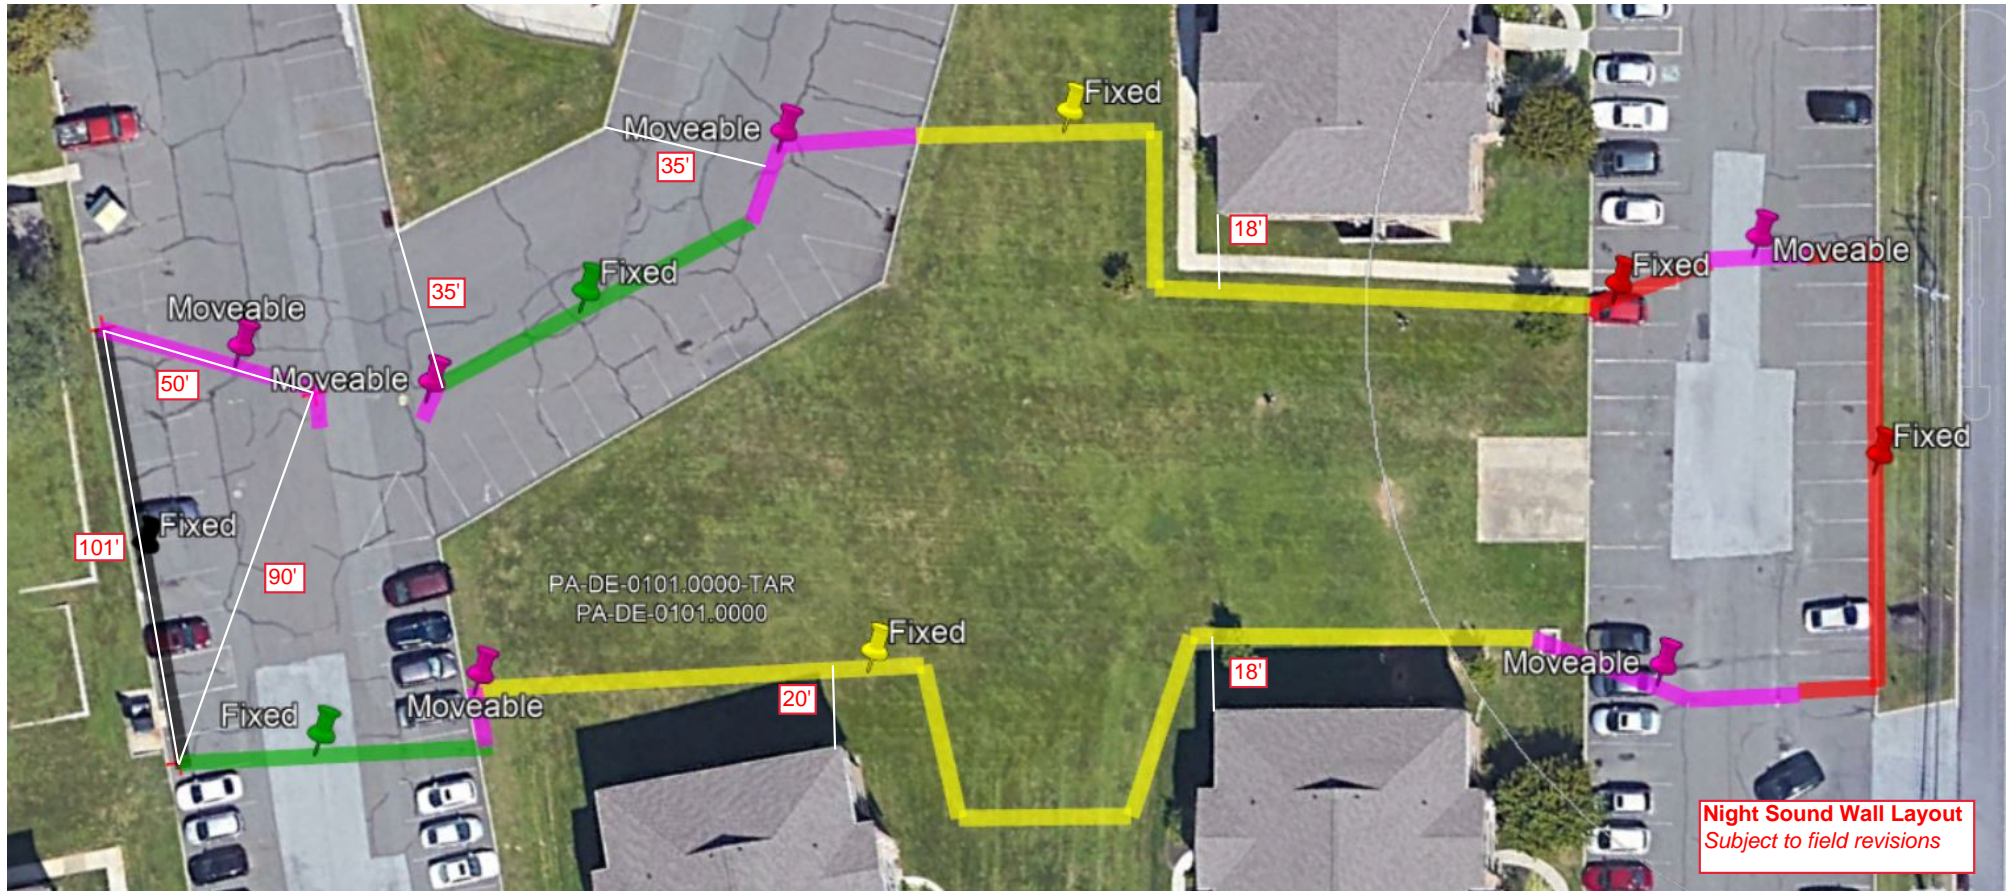 Fixed
Moveable
35'
18'
Fixed
Moveable
Fixed
35'
Moveable
50'
Moveable
Fixed
Fixed
101'
90'
PA-DE-0101.0000-TAR
PA-DE-0101.0000
Fixed
Moveable
18'
20'
Moveable
Fixed
Night Sound Wall Layout
Subject to field revisions